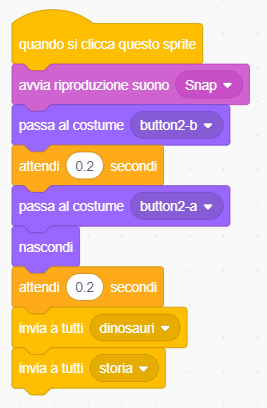 quando si clicca questo sprite
avvia riproduzione suono Snap
passa al costume button2-b
attendi 0.2 secondi
passa al costume button2-a
nascondi
attendi 0.2 secondi
invia a tutti dinosauri
invia a tutti storia